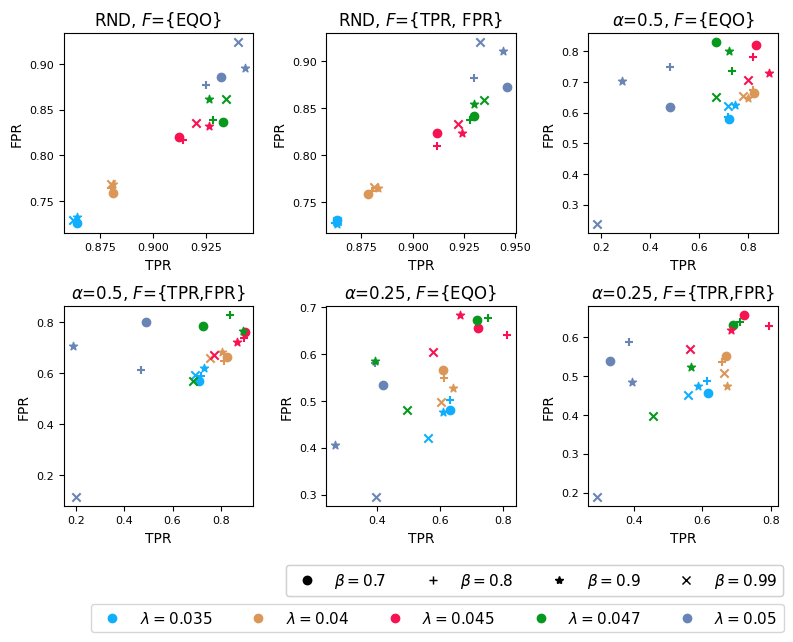 RND, F={EQO}
RND, F={TPR, FPR}
α=0.5, F={EQO}
FPR
0.90
0.85
0.80
0.75
0.875
0.900
0.925
TPR
FPR
0.90
0.85
0.80
0.75
0.875
0.900
0.925
0.950
TPR
FPR
0.8
0.7
0.6
0.5
0.4
0.3
0.2
0.4
0.6
0.8
TPR
α=0.5, F={TPR,FPR}
α=0.25, F={EQO}
α=0.25, F={TPR,FPR}
FPR
0.8
0.6
0.4
0.2
0.2
0.4
0.6
0.8
TPR
FPR
0.7
0.6
0.5
0.4
0.3
0.4
0.6
0.8
TPR
FPR
0.6
0.5
0.4
0.3
0.2
0.4
0.6
0.8
TPR
β = 0.7 β = 0.8 β = 0.9 β = 0.99
λ = 0.035 λ = 0.04 λ = 0.045 λ = 0.047 λ = 0.05